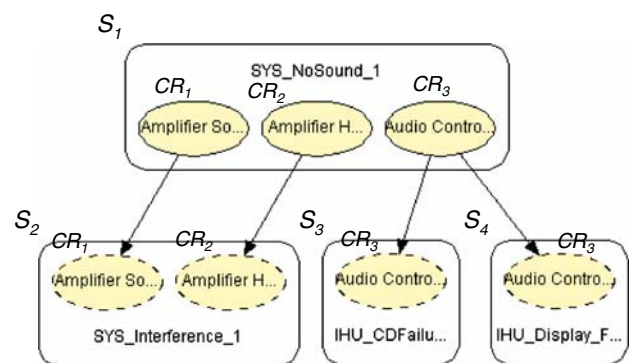 S1
SYS_NoSound_1
CR1 CR2 CR3
Amplifier So... Amplifier H... Audio Contro...
S2 S3 S4
CR1 CR2 CR3 CR3
Amplifier So... Amplifier H... Audio Contro... Audio Contro...
SYS_Interference_1 IHU_CDFailu... IHU_Display_F...